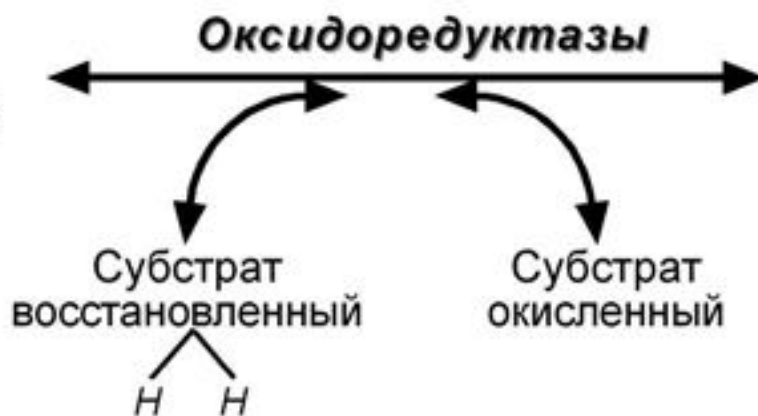 Оксидоредуктазы
Субстрат
восстановленный
H H
Субстрат
окисленный